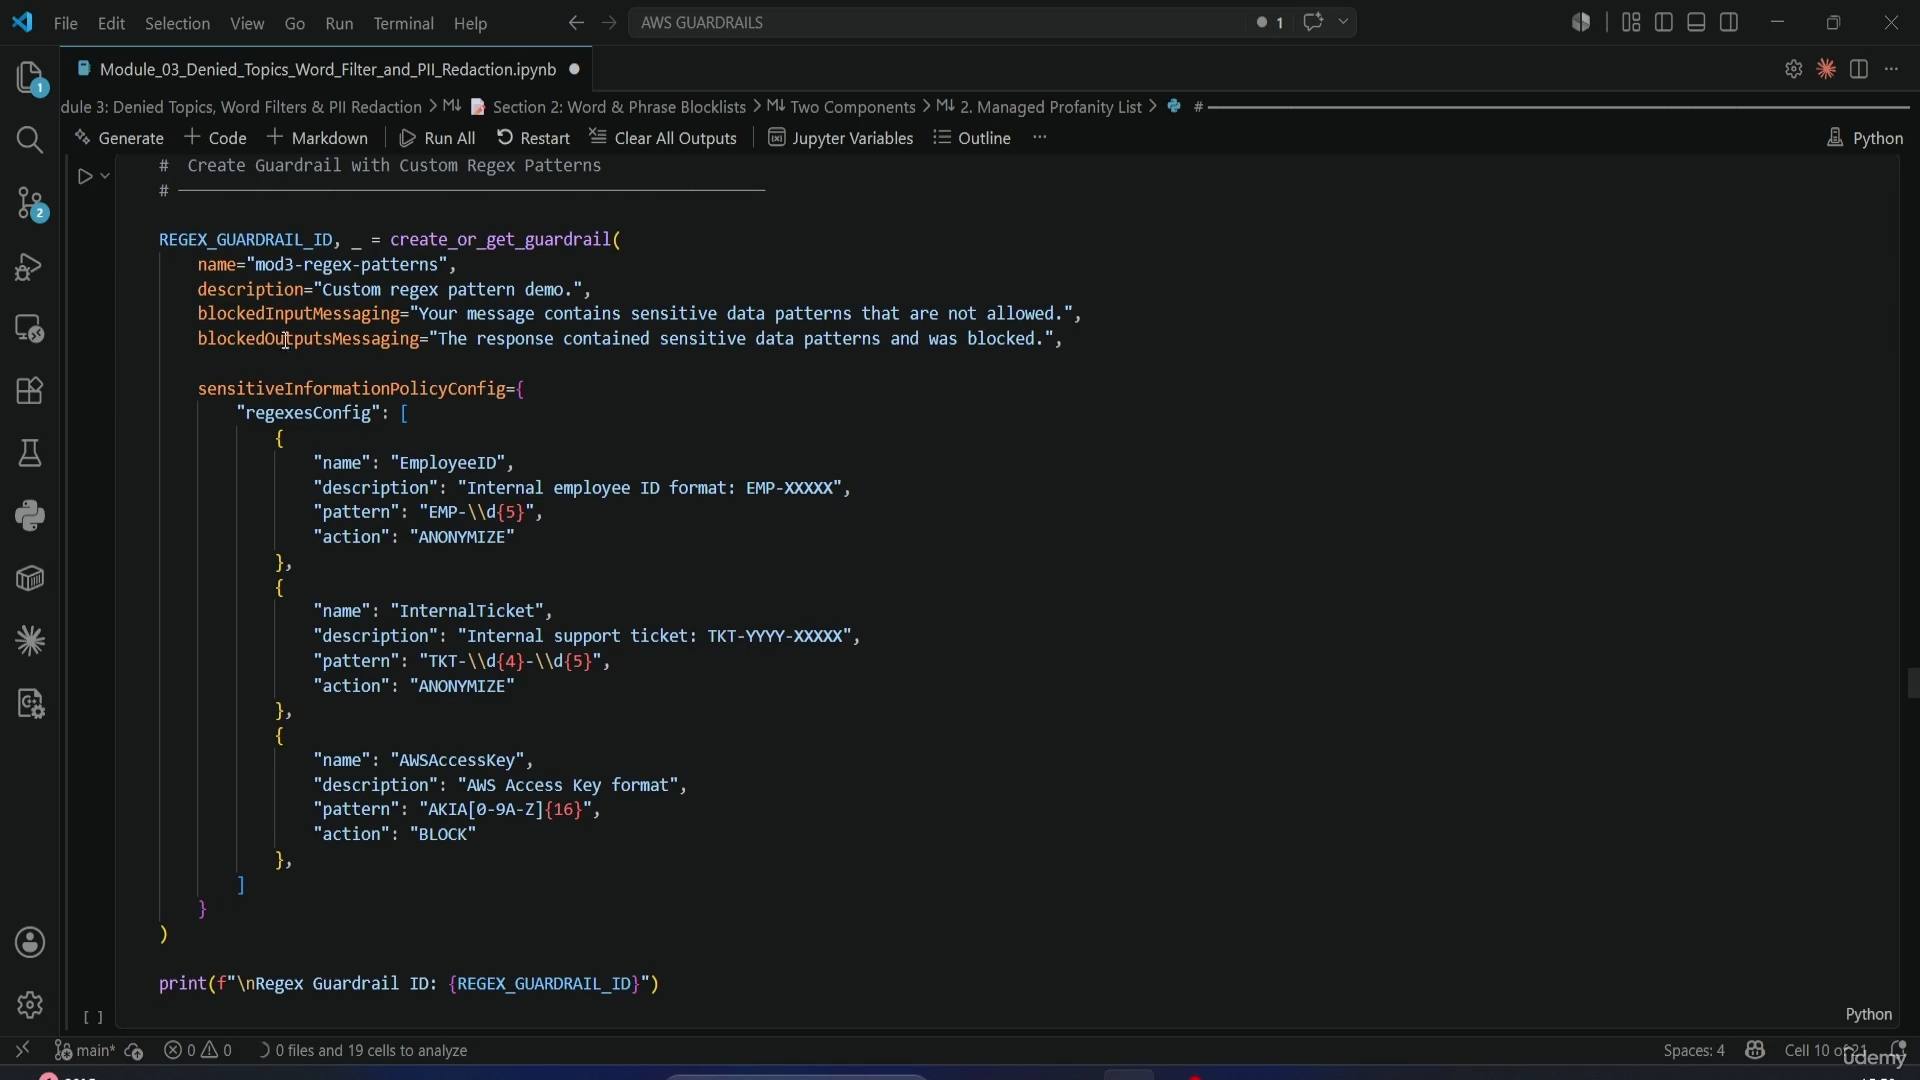 File Edit Selection View Go Run Terminal Help
AWS GUARDRAILS
1
Module_03_Denied_Topics_Word_Filter_and_PII_Redaction.ipynb
dule 3: Denied Topics, Word Filters & PII Redaction > M↓ Section 2: Word & Phrase Blocklists > M↓ Two Components > M↓ 2. Managed Profanity List > #
Generate + Code + Markdown Run All Restart Clear All Outputs Jupyter Variables Outline ... Python
1
2
# Create Guardrail with Custom Regex Patterns
# ─────────────────────────────
REGEX_GUARDRAIL_ID, _ = create_or_get_guardrail(
name="mod3-regex-patterns",
description="Custom regex pattern demo.",
blockedInputMessaging="Your message contains sensitive data patterns that are not allowed.",
blockedOutputsMessaging="The response contained sensitive data patterns and was blocked.",
sensitiveInformationPolicyConfig={
"regexesConfig": [
{
"name": "EmployeeID",
"description": "Internal employee ID format: EMP-XXXXX",
"pattern": "EMP-\\d{5}",
"action": "ANONYMIZE"
},
{
"name": "InternalTicket",
"description": "Internal support ticket: TKT-YYYY-XXXXX",
"pattern": "TKT-\\d{4}-\\d{5}",
"action": "ANONYMIZE"
},
{
"name": "AWSAccessKey",
"description": "AWS Access Key format",
"pattern": "AKIA[0-9A-Z]{16}",
"action": "BLOCK"
},
]
}
)
print(f"\nRegex Guardrail ID: {REGEX_GUARDRAIL_ID}")
[ ]
Python
main* 0 0 0 files and 19 cells to analyze Spaces: 4 Cell 10 of 21
udemy